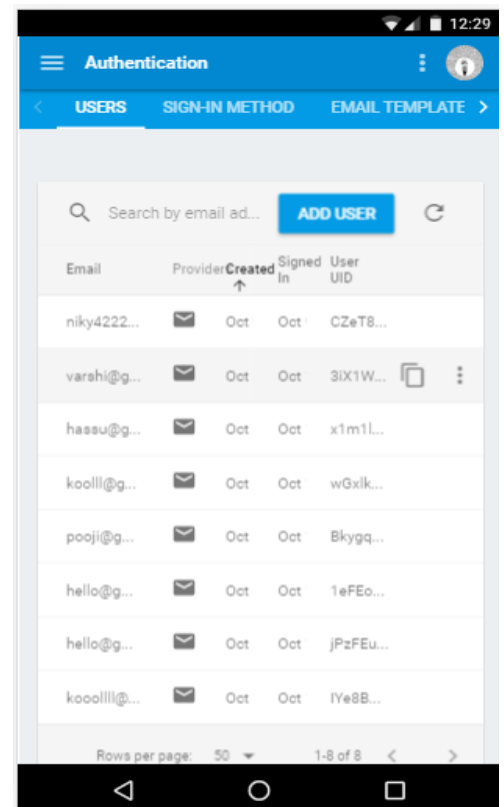 12:29
Authentication
USERS SIGN-IN METHOD EMAIL TEMPLATE
Search by email ad... ADD USER
Email Provider Created Signed In User UID
niky4222... Oct Oct CZeT8...
varshi@g... Oct Oct 3iX1W...
hassu@g... Oct Oct x1m1l...
koolll@g... Oct Oct wGxlk...
pooji@g... Oct Oct Bkygq...
hello@g... Oct Oct 1eFEo...
hello@g... Oct Oct jPzFEu...
kooollll@... Oct Oct IYe8B...
Rows per page: 50 1-8 of 8